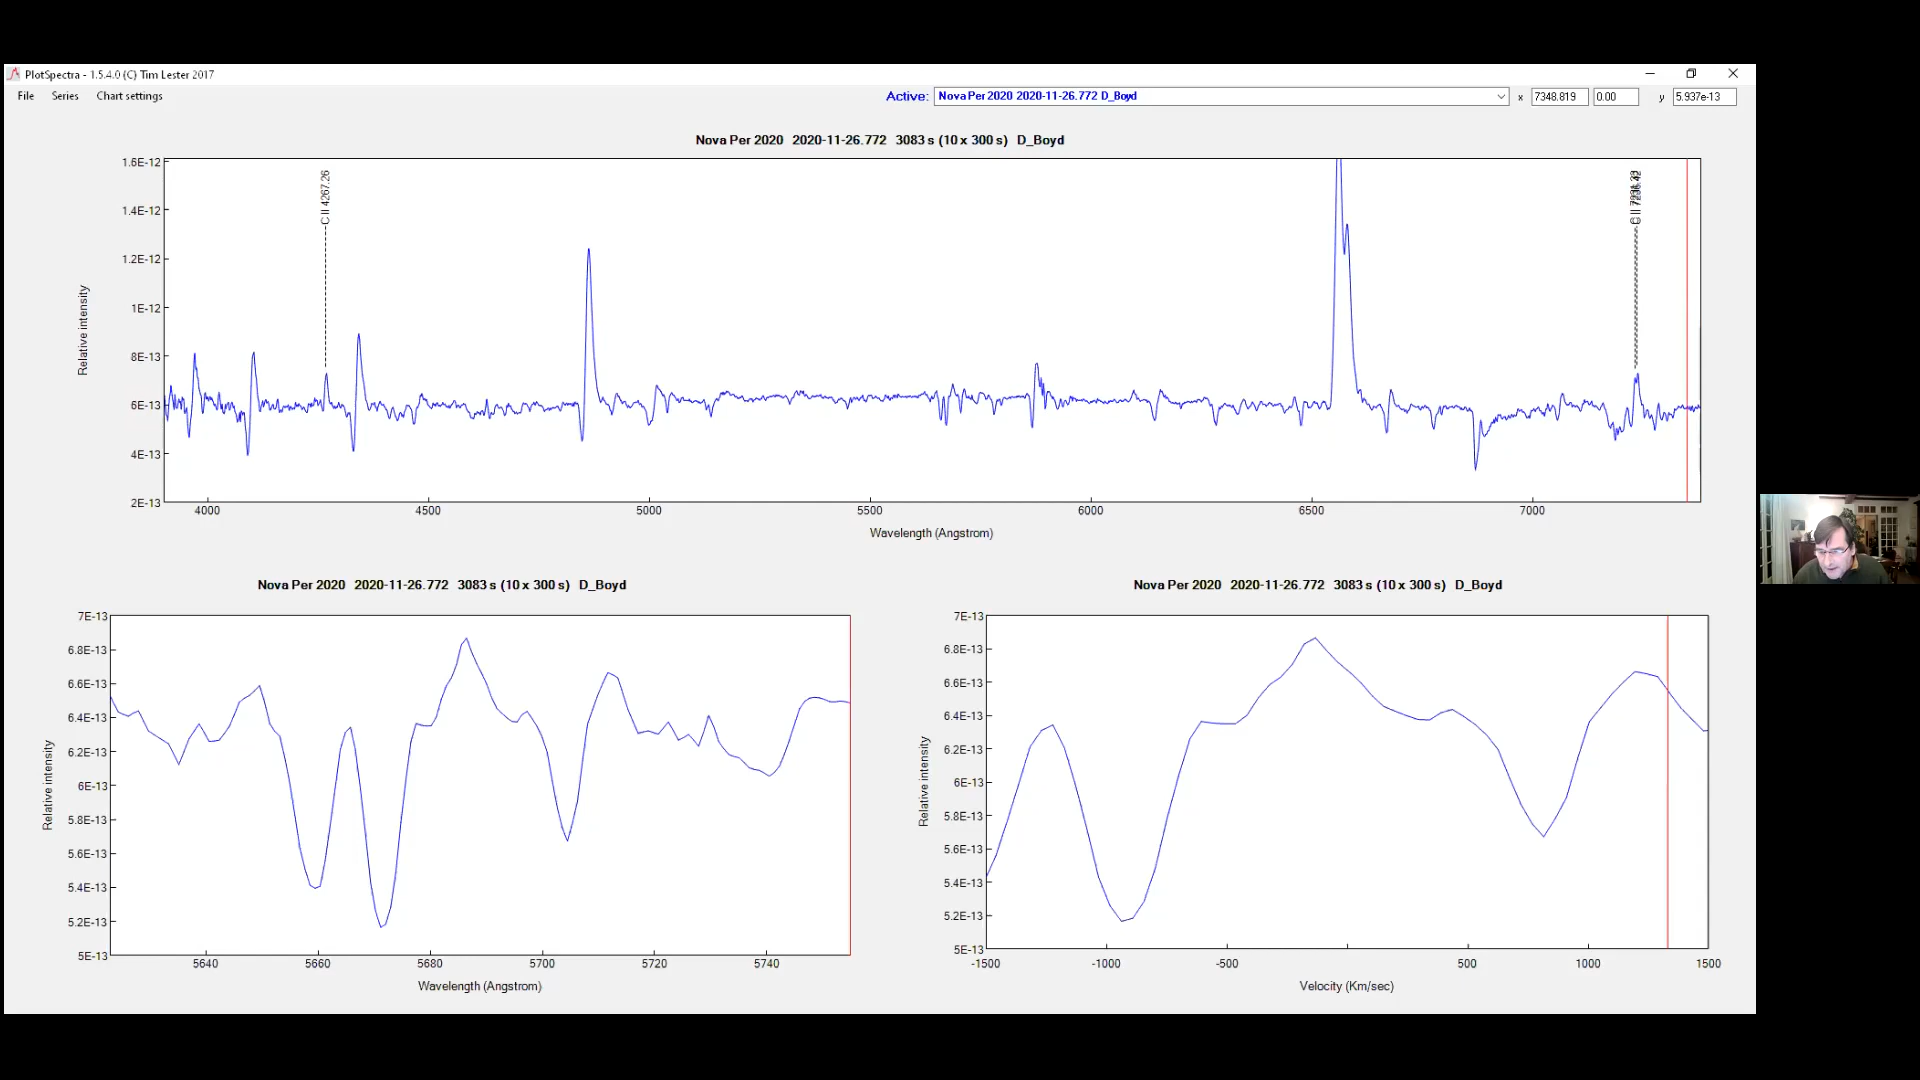 PlotSpectra - 1.5.4.0 (C) Tim Lester 2017
File Series Chart settings
Active: Nova Per 2020 2020-11-26.772 D_Boyd x 7348.819 0.00 y 5.937e-13
Nova Per 2020 2020-11-26.772 3083 s (10 x 300 s) D_Boyd
1.6E-12
1.4E-12
1.2E-12
1E-12
8E-13
6E-13
4E-13
2E-13
Relative intensity
C II 4267.26
C II
4000 4500 5000 5500 6000 6500 7000
Wavelength (Angstrom)
Nova Per 2020 2020-11-26.772 3083 s (10 x 300 s) D_Boyd
7E-13
6.8E-13
6.6E-13
6.4E-13
6.2E-13
6E-13
5.8E-13
5.6E-13
5.4E-13
5.2E-13
5E-13
Relative intensity
5640 5660 5680 5700 5720 5740
Wavelength (Angstrom)
Nova Per 2020 2020-11-26.772 3083 s (10 x 300 s) D_Boyd
7E-13
6.8E-13
6.6E-13
6.4E-13
6.2E-13
6E-13
5.8E-13
5.6E-13
5.4E-13
5.2E-13
5E-13
Relative intensity
-1500 -1000 -500 500 1000 1500
Velocity (Km/sec)